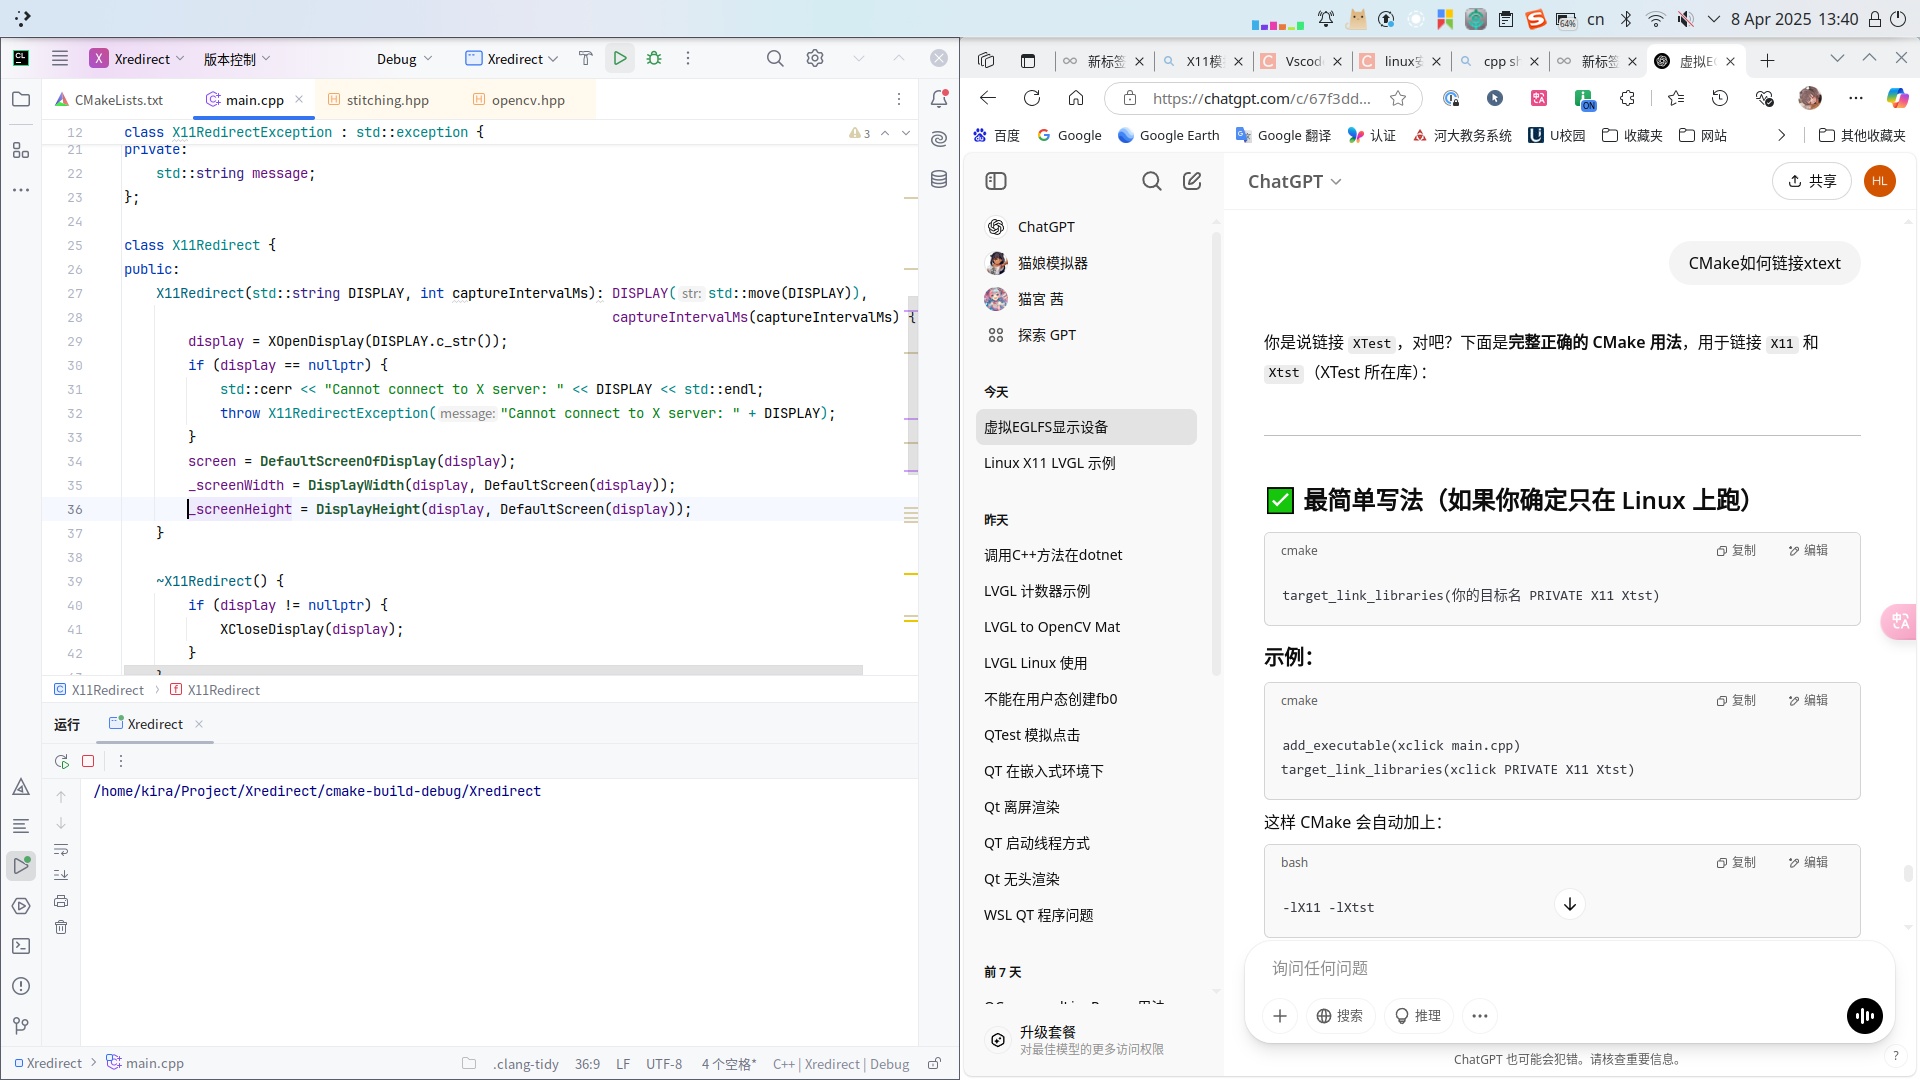 64%
cn
8 Apr 2025 13:40
Xredirect
版本控制
Debug
Xredirect
CMakeLists.txt
main.cpp
stitching.hpp
opencv.hpp
12 class X11RedirectException : std::exception {
3
21 private:
22 std::string message;
23 };
24
25 class X11Redirect {
26 public:
27 X11Redirect(std::string DISPLAY, int captureIntervalMs): DISPLAY( str: std::move(DISPLAY)),
28 captureIntervalMs(captureIntervalMs) {
29 display = XOpenDisplay(DISPLAY.c_str());
30 if (display == nullptr) {
31 std::cerr << "Cannot connect to X server: " << DISPLAY << std::endl;
32 throw X11RedirectException( message: "Cannot connect to X server: " + DISPLAY);
33 }
34 screen = DefaultScreenOfDisplay(display);
35 _screenWidth = DisplayWidth(display, DefaultScreen(display));
36 _screenHeight = DisplayHeight(display, DefaultScreen(display));
37 }
38
39 ~X11Redirect() {
40 if (display != nullptr) {
41 XCloseDisplay(display);
42 }
X11Redirect
X11Redirect
运行
Xredirect
/home/kira/Project/Xredirect/cmake-build-debug/Xredirect
Xredirect
main.cpp
.clang-tidy
36:9
LF
UTF-8
4 个空格*
C++ | Xredirect | Debug
新标签
X11模
Vscod
linux安
cpp sh
新标签
虚拟EG
https://chatgpt.com/c/67f3dd...
ON
百度
Google
Google Earth
Google 翻译
认证
河大教务系统
U校园
收藏夹
网站
其他收藏夹
ChatGPT
共享
HL
ChatGPT
猫娘模拟器
猫宮 茜
探索 GPT
今天
虚拟EGLFS显示设备
Linux X11 LVGL 示例
昨天
调用C++方法在dotnet
LVGL 计数器示例
LVGL to OpenCV Mat
LVGL Linux 使用
不能在用户态创建fb0
QTest 模拟点击
QT 在嵌入式环境下
Qt 离屏渲染
QT 启动线程方式
Qt 无头渲染
WSL QT 程序问题
前 7 天
升级套餐
对最佳模型的更多访问权限
CMake如何链接xtext
你是说链接 XTest，对吧？下面是完整正确的 CMake 用法，用于链接 X11 和
Xtst（XTest 所在库）：
✅ 最简单写法（如果你确定只在 Linux 上跑）
cmake
复制
编辑
target_link_libraries(你的目标名 PRIVATE X11 Xtst)
示例：
cmake
复制
编辑
add_executable(xclick main.cpp)
target_link_libraries(xclick PRIVATE X11 Xtst)
这样 CMake 会自动加上：
bash
复制
编辑
-lX11 -lXtst
询问任何问题
搜索
推理
ChatGPT 也可能会犯错。请核查重要信息。
?